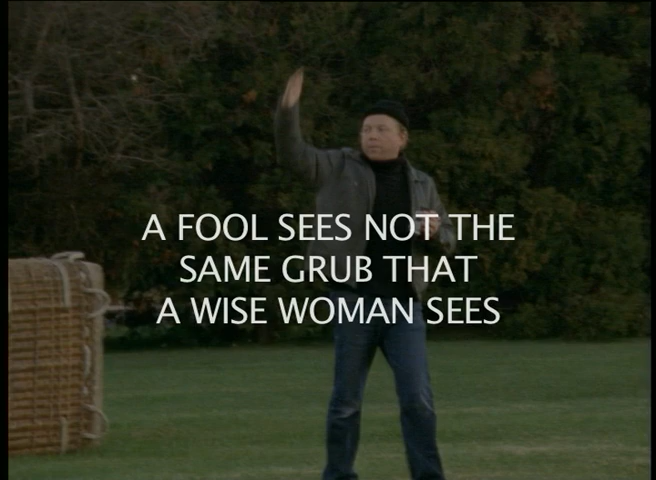 A FOOL SEES NOT THE
SAME GRUB THAT
A WISE WOMAN SEES